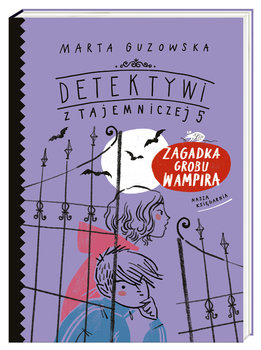 MARTA GUZOWSKA
DETEKTYWI
Z TAJEMNICZEJ 5
ZAGADKA
GROBU
WAMPIRA
NASZA
KSIĘGARNIA